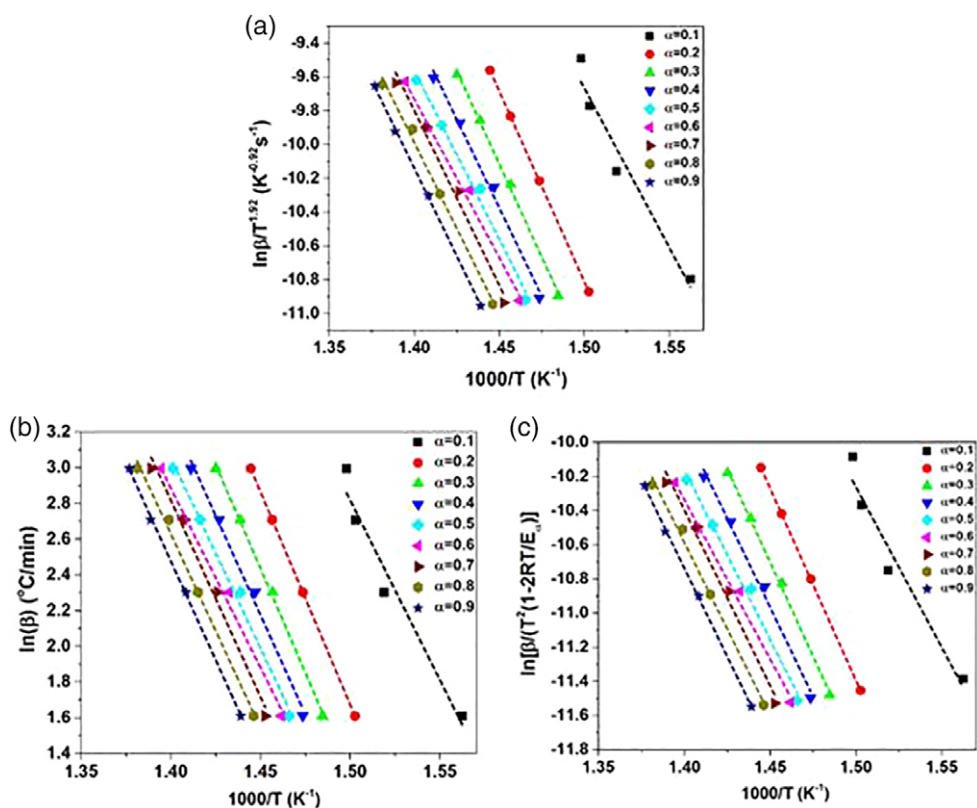 (a)
-9.4
-9.6
-9.8
-10.0
-10.2
-10.4
-10.6
-10.8
-11.0
lnβ/T^1.92 (K^-0.92 s^-1)
α=0.1
α=0.2
α=0.3
α=0.4
α=0.5
α=0.6
α=0.7
α=0.8
α=0.9
1.35 1.40 1.45 1.50 1.55
1000/T (K^-1)
(b)
3.2
3.0
2.8
2.6
2.4
2.2
2.0
1.8
1.6
1.4
ln(β) (°C/min)
α=0.1
α=0.2
α=0.3
α=0.4
α=0.5
α=0.6
α=0.7
α=0.8
α=0.9
1.35 1.40 1.45 1.50 1.55
1000/T (K^-1)
(c)
-10.0
-10.2
-10.4
-10.6
-10.8
-11.0
-11.2
-11.4
-11.6
-11.8
ln[β/(T^2(1-2RT/E_α)]
α=0.1
α=0.2
α=0.3
α=0.4
α=0.5
α=0.6
α=0.7
α=0.8
α=0.9
1.35 1.40 1.45 1.50 1.55
1000/T (K^-1)